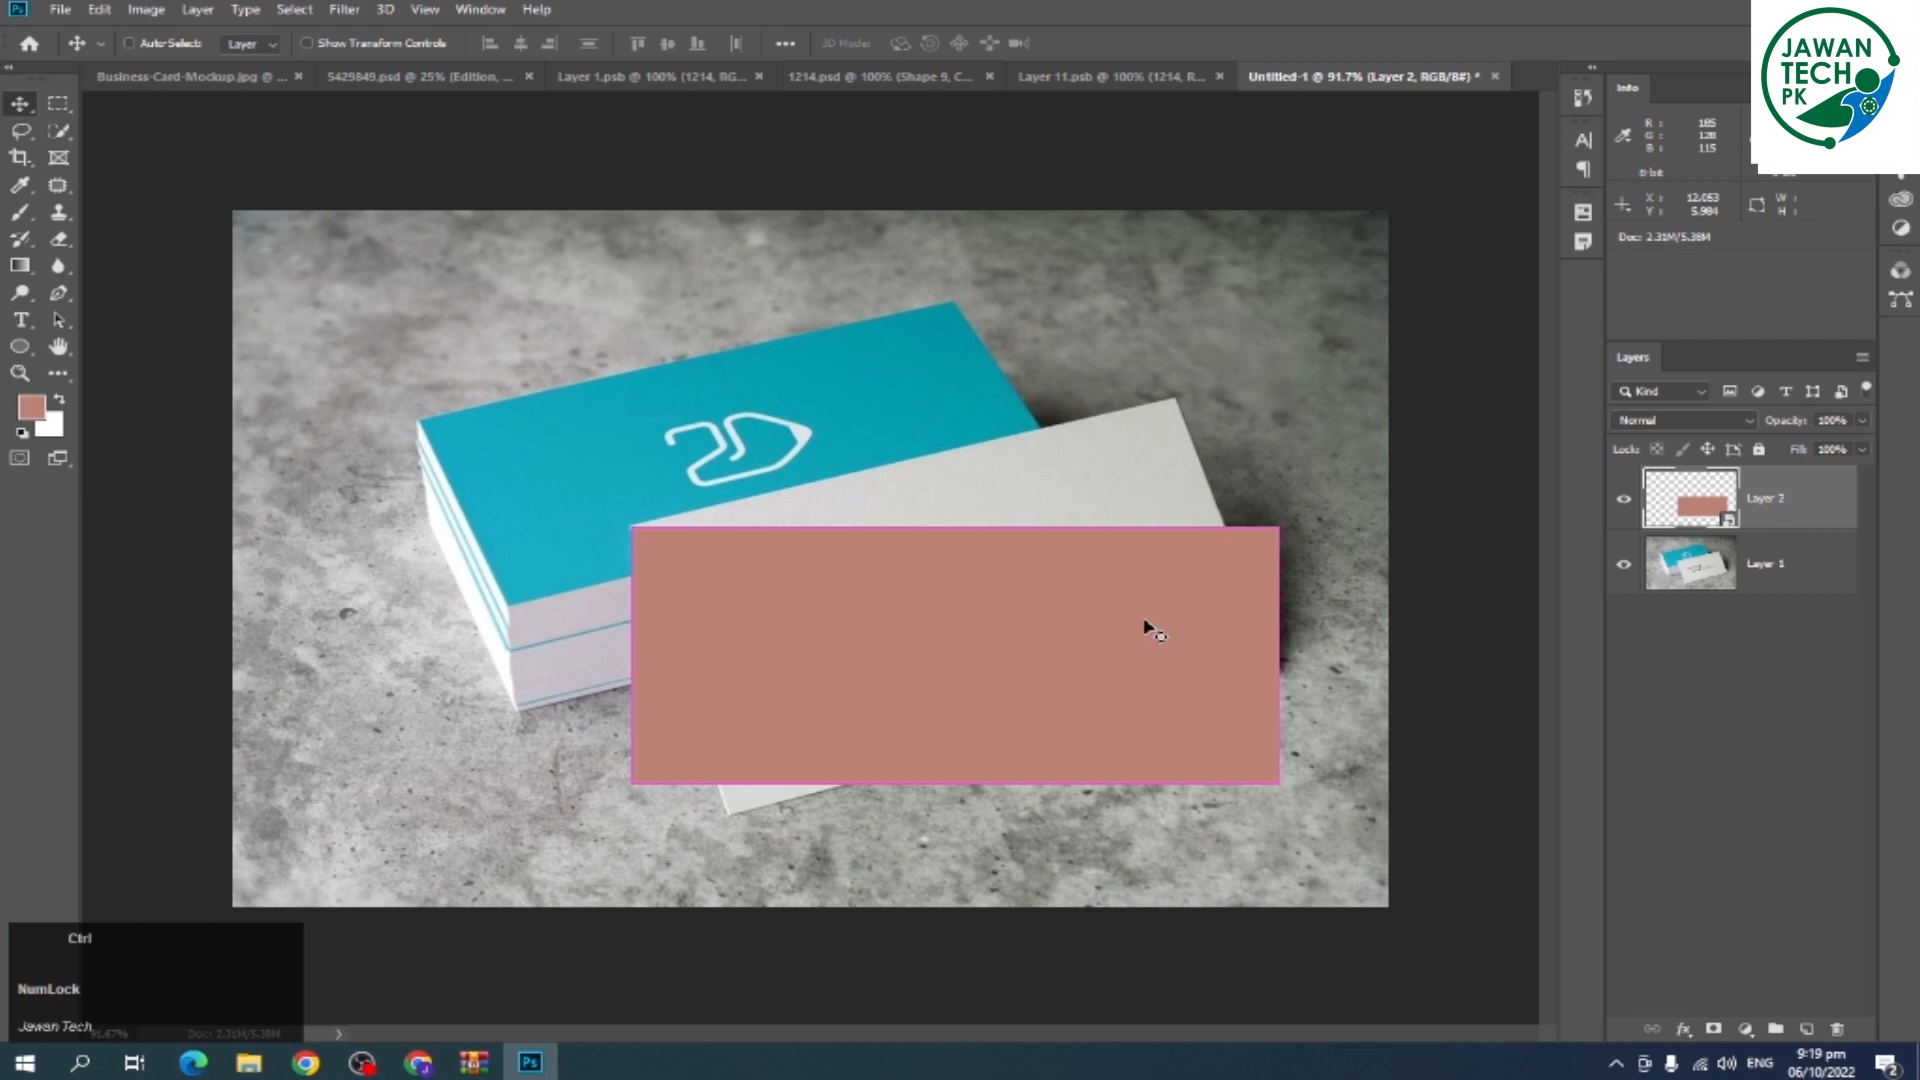 Ps File Edit Image Layer Type Select Filter 3D View Window Help
Auto-Select: Layer Show Transform Controls 3D Mode:
Business-Card-Mockup.jpg @ ... × 5429849.psd @ 25% (Edition, ... × Layer 1.psb @ 100% (1214, RG... × 1214.psd @ 100% (Shape 9, C... × Layer 11.psb @ 100% (1214, R... × Untitled-1 @ 91.7% (Layer 2, RGB/8#) * ×
JAWAN
TECH
PK
Info
R : 185
G : 128
B : 115
8-bit
X : 12.053 W :
Y : 5.984 H :
Doc: 2.31M/5.38M
Layers
Kind
Normal Opacity: 100%
Lock: Fill: 100%
Layer 2
Layer 1
Ctrl
NumLock
Jawan Tech
91.67% Doc: 2.31M/5.38M
ENG 9:19 pm
06/10/2022
2